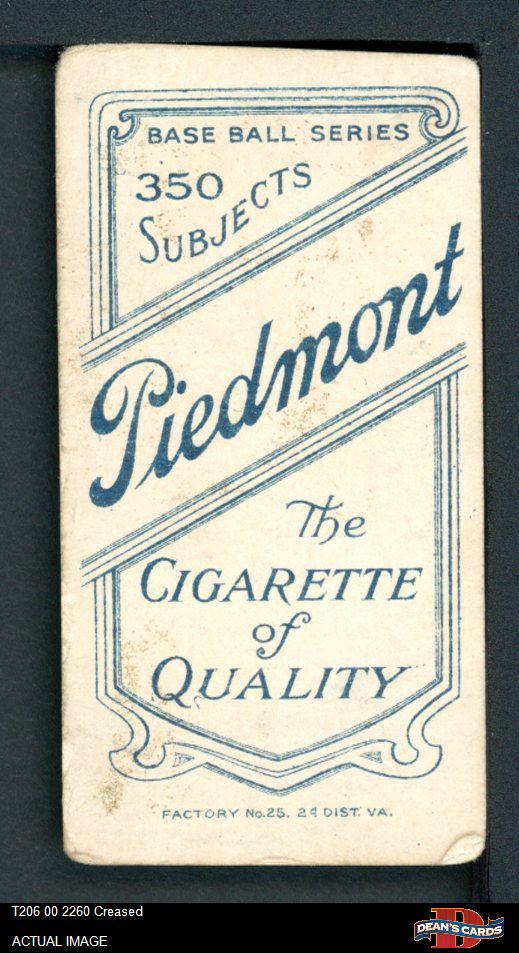 BASE BALL SERIES
350
SUBJECTS
Piedmont
The
CIGARETTE
of
QUALITY
FACTORY No.25. 2d DIST. VA.
T206 00 2260 Creased
ACTUAL IMAGE
DEAN'S CARDS